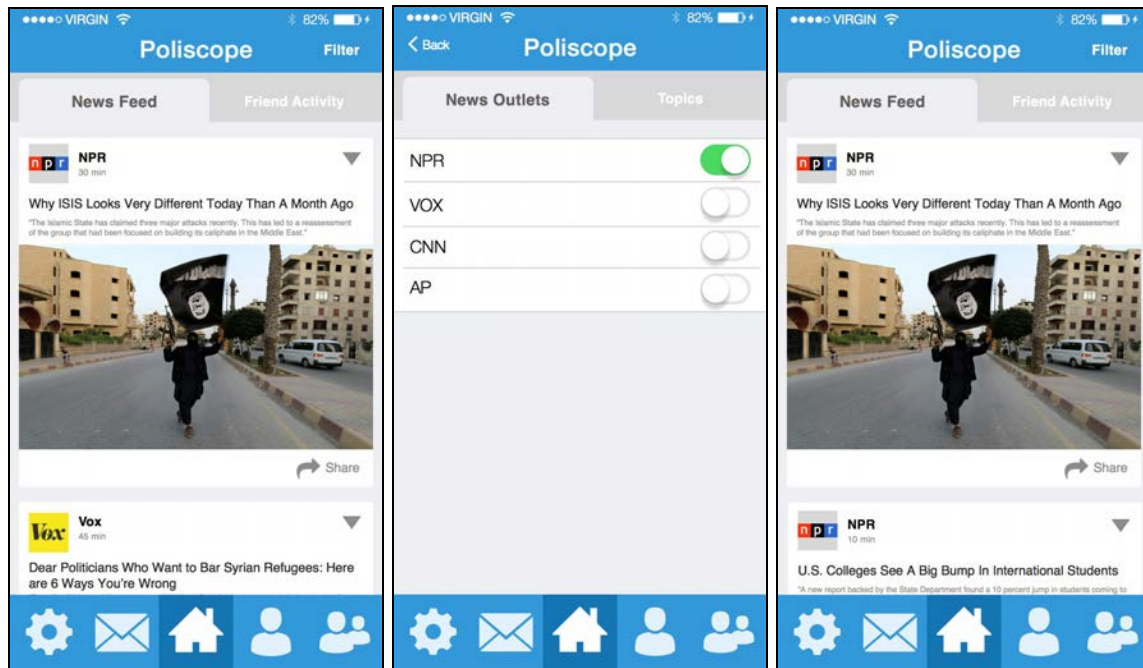 VIRGIN 82%
Poliscope Filter
News Feed Friend Activity
npr NPR
30 min
Why ISIS Looks Very Different Today Than A Month Ago
"The Islamic State has claimed three major attacks recently. This has led to a reassessment
of the group that had been focused on building its caliphate in the Middle East."
Share
Vox Vox
45 min
Dear Politicians Who Want to Bar Syrian Refugees: Here
are 6 Ways You're Wrong
VIRGIN 82%
Back Poliscope
News Outlets Topics
NPR
VOX
CNN
AP
VIRGIN 82%
Poliscope Filter
News Feed Friend Activity
npr NPR
30 min
Why ISIS Looks Very Different Today Than A Month Ago
"The Islamic State has claimed three major attacks recently. This has led to a reassessment
of the group that had been focused on building its caliphate in the Middle East."
Share
npr NPR
10 min
U.S. Colleges See A Big Bump In International Students
"A new report backed by the State Department found a 10 percent jump in students coming to